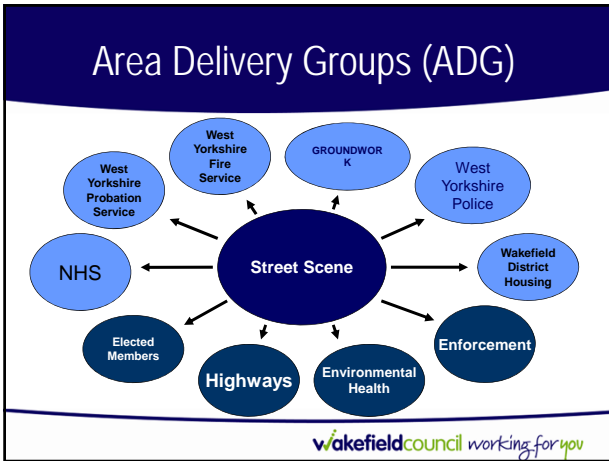 Area Delivery Groups (ADG)
West
Yorkshire
Fire
Service
GROUNDWOR
K
West
Yorkshire
Probation
Service
West
Yorkshire
Police
NHS
Street Scene
Wakefield
District
Housing
Elected
Members
Highways
Environmental
Health
Enforcement
wakefieldcouncil working for you